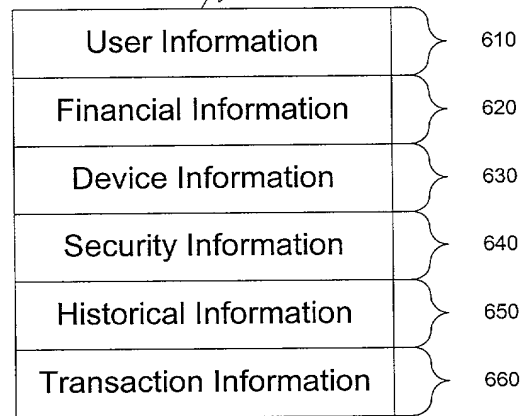 User Information 610
Financial Information 620
Device Information 630
Security Information 640
Historical Information 650
Transaction Information 660